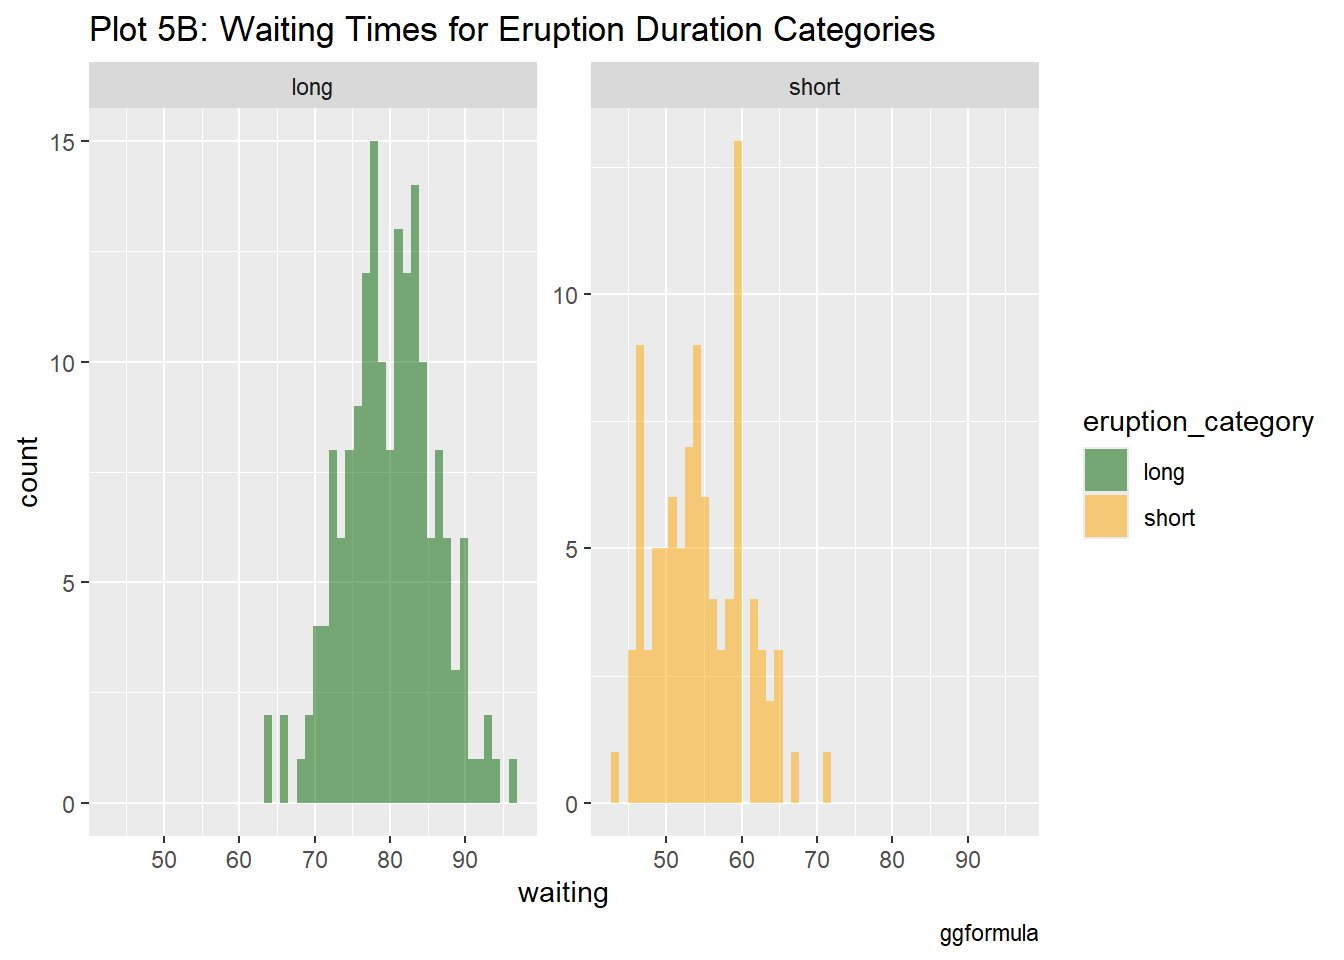 Plot 5B: Waiting Times for Eruption Duration Categories
long
short
15
10
5
0
10
5
0
count
50 60 70 80 90
50 60 70 80 90
waiting
eruption_category
long
short
ggformula